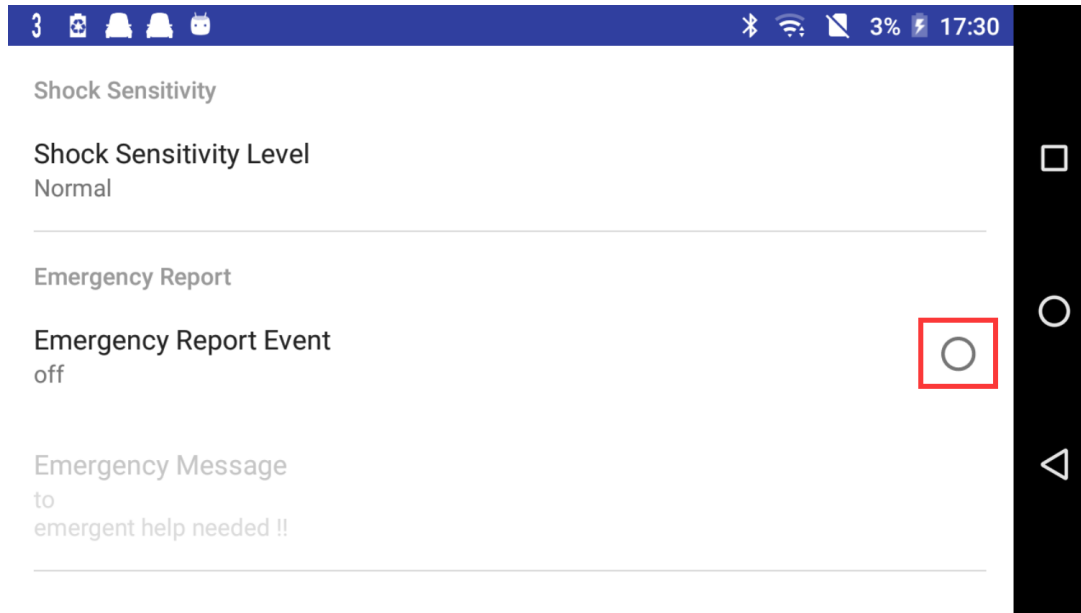 3 3% 17:30
Shock Sensitivity
Shock Sensitivity Level
Normal
Emergency Report
Emergency Report Event
off
Emergency Message
to
emergent help needed !!